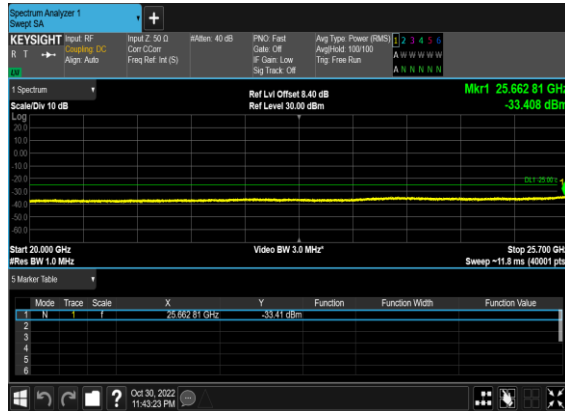 Spectrum Analyzer 1
Swept SA
+
KEYSIGHT Input: RF Input Z: 50 Ω #Atten: 40 dB PNO: Fast Avg Type: Power (RMS) 1 2 3 4 5 6
R T Coupling: DC Corr CCorr Gate: Off Avg|Hold: 100/100 A W W W W W
Align: Auto Freq Ref: Int (S) IF Gain: Low Trig: Free Run
Sig Track: Off A N N N N N
1 Spectrum Ref Lvl Offset 8.40 dB Mkr1 25.662 81 GHz
Scale/Div 10 dB Ref Level 30.00 dBm -33.408 dBm
Log
20.0
10.0
0.00
-10.0
-20.0
DL1 -25.00
-30.0
-40.0
-50.0
-60.0
Start 20.000 GHz Video BW 3.0 MHz* Stop 25.700 GH
#Res BW 1.0 MHz Sweep ~11.8 ms (40001 pts
5 Marker Table
Mode Trace Scale X Y Function Function Width Function Value
1 N 1 f 25.662 81 GHz -33.41 dBm
2
3
4
5
6
? Oct 30, 2022
11:43:23 PM